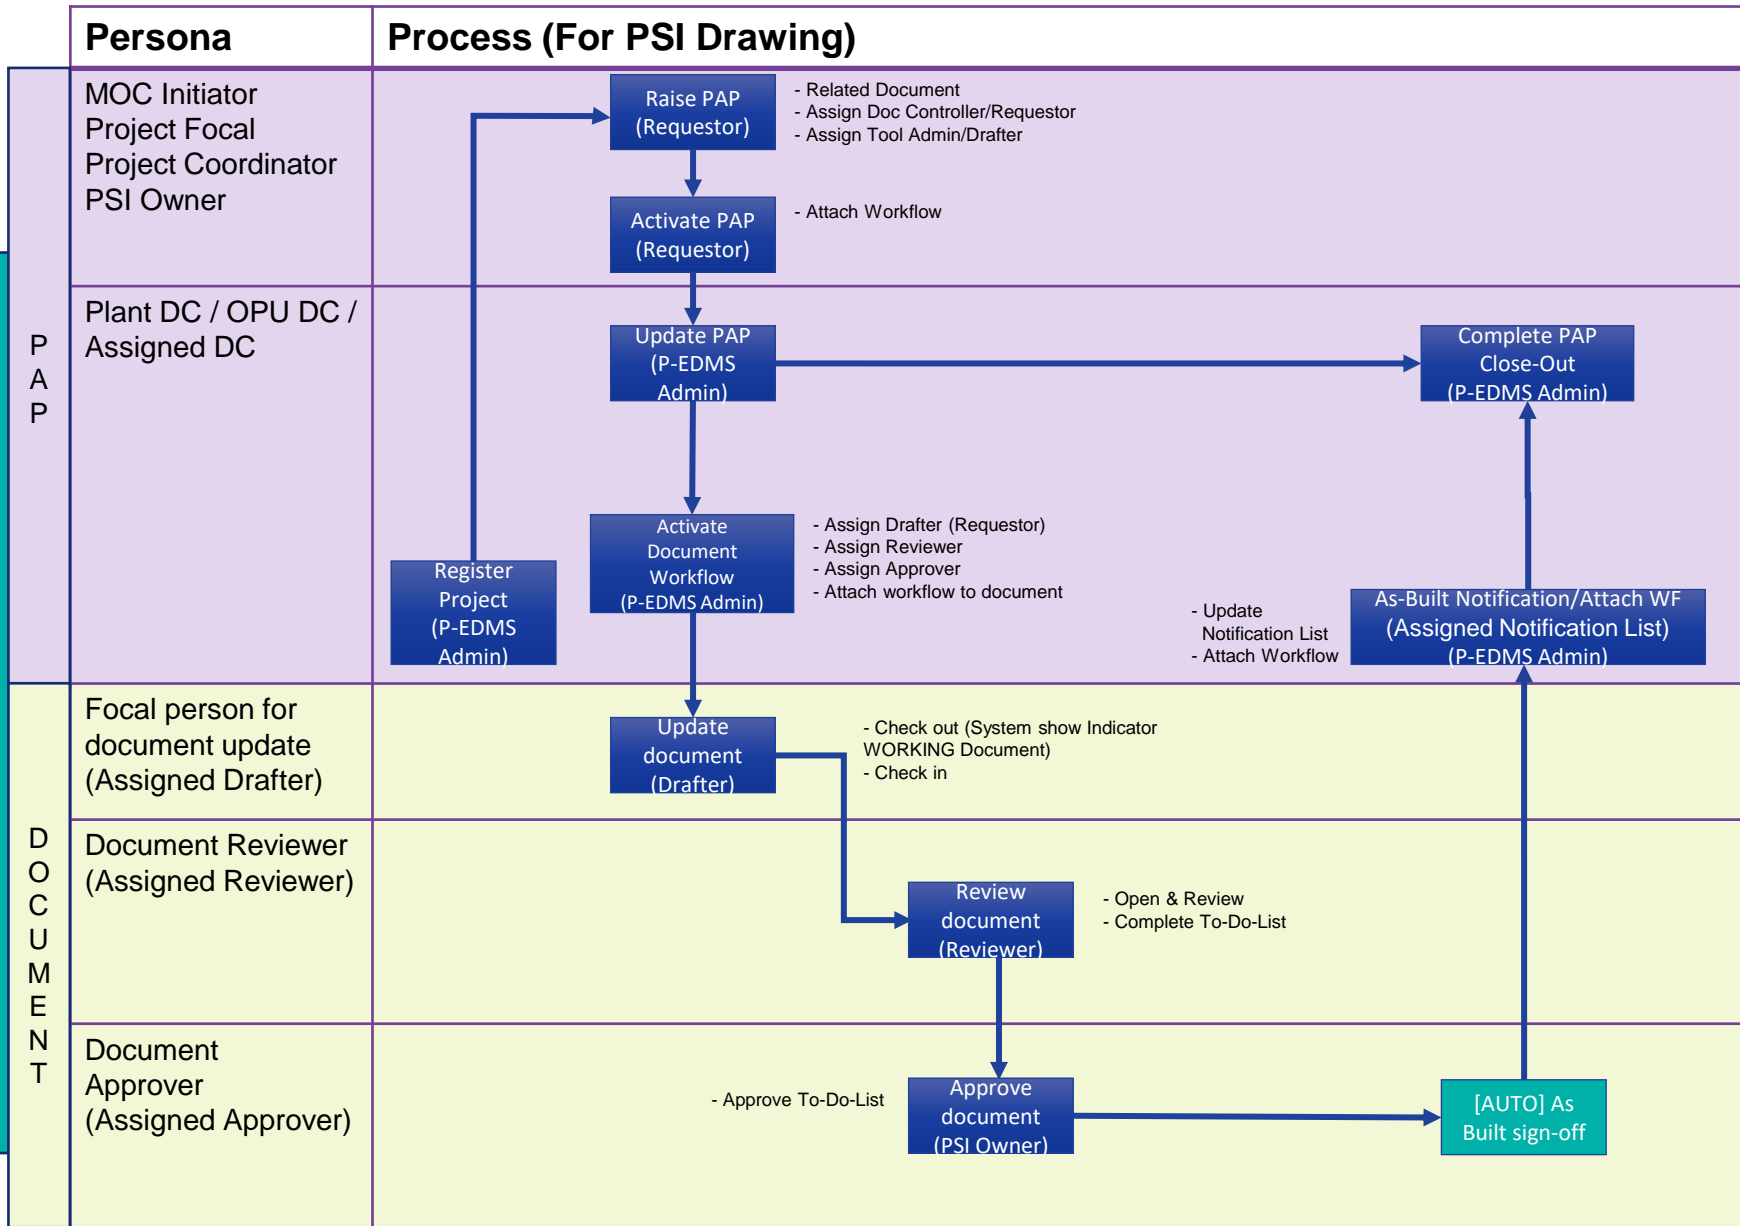 Persona
Process (For PSI Drawing)
P
A
P
MOC Initiator
Project Focal
Project Coordinator
PSI Owner
Raise PAP
(Requestor)
- Related Document
- Assign Doc Controller/Requestor
- Assign Tool Admin/Drafter
Activate PAP
(Requestor)
- Attach Workflow
Plant DC / OPU DC /
Assigned DC
Update PAP
(P-EDMS
Admin)
Complete PAP
Close-Out
(P-EDMS Admin)
Activate
Document
Workflow
(P-EDMS Admin)
- Assign Drafter (Requestor)
- Assign Reviewer
- Assign Approver
- Attach workflow to document
Register
Project
(P-EDMS
Admin)
- Update
Notification List
- Attach Workflow
As-Built Notification/Attach WF
(Assigned Notification List)
(P-EDMS Admin)
D
O
C
U
M
E
N
T
Focal person for
document update
(Assigned Drafter)
Update
document
(Drafter)
- Check out (System show Indicator
WORKING Document)
- Check in
Document Reviewer
(Assigned Reviewer)
Review
document
(Reviewer)
- Open & Review
- Complete To-Do-List
Document
Approver
(Assigned Approver)
- Approve To-Do-List
Approve
document
(PSI Owner)
[AUTO] As
Built sign-off